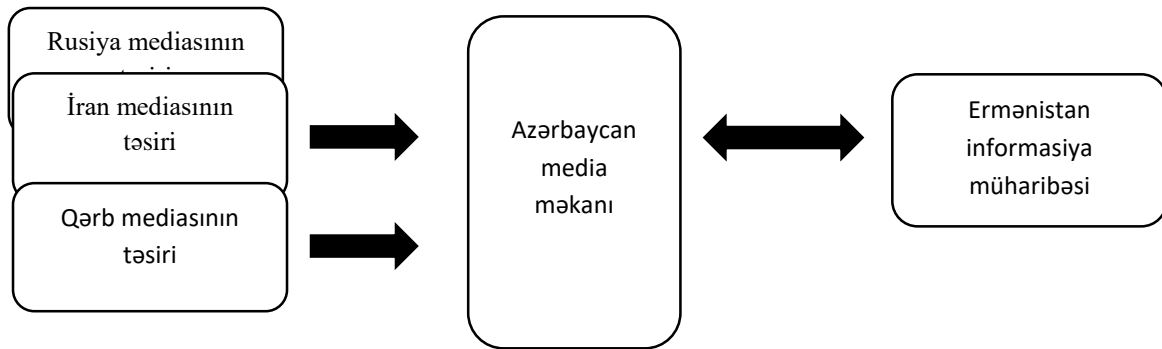 Rusiya mediasının
İran mediasının
təsiri
Qərb mediasının
təsiri
Azərbaycan
media
məkanı
Ermənistan
informasiya
müharibəsi